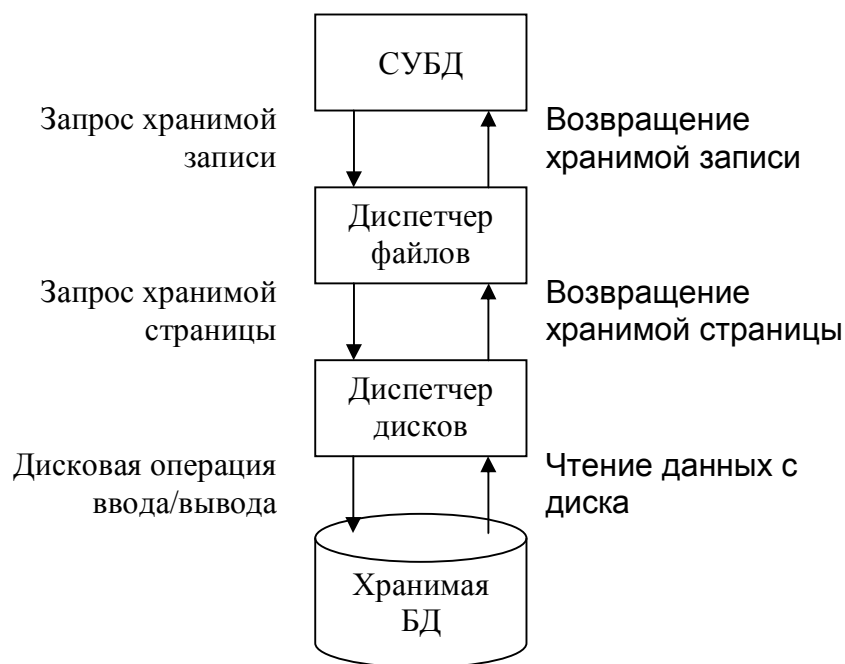 СУБД
Запрос хранимой
записи
Возвращение
хранимой записи
Диспетчер
файлов
Запрос хранимой
страницы
Возвращение
хранимой страницы
Диспетчер
дисков
Дисковая операция
ввода/вывода
Чтение данных с
диска
Хранимая
БД